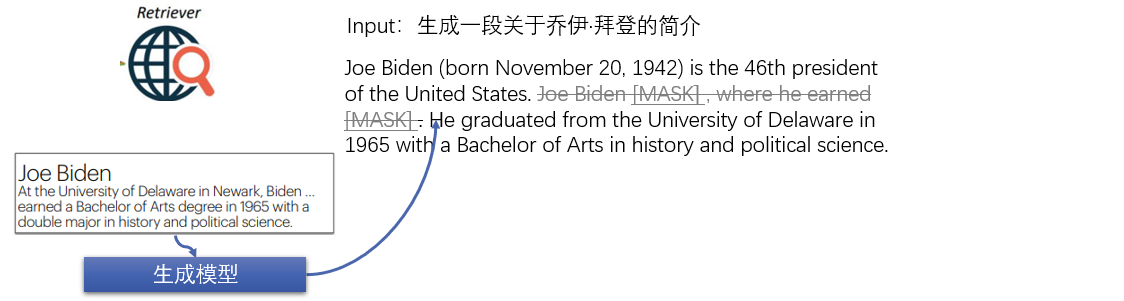 Retriever
Input：生成一段关于乔伊·拜登的简介
Joe Biden (born November 20, 1942) is the 46th president
of the United States. Joe Biden [MASK] , where he earned
[MASK] . He graduated from the University of Delaware in
1965 with a Bachelor of Arts in history and political science.
Joe Biden
At the University of Delaware in Newark, Biden ...
earned a Bachelor of Arts degree in 1965 with a
double major in history and political science.
生成模型